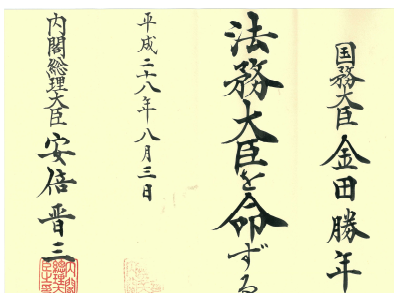 国務大臣 金田勝年
法務大臣を命ずる
平成二十八年八月三日
内閣総理大臣 安倍晋三